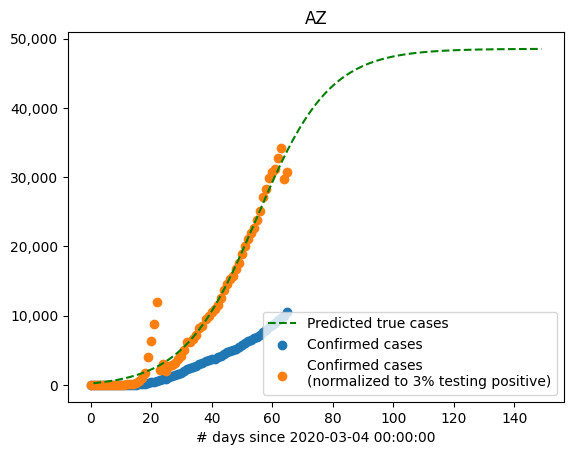 AZ
50,000
40,000
30,000
20,000
10,000
0
Predicted true cases
Confirmed cases
Confirmed cases
(normalized to 3% testing positive)
0 20 40 60 80 100 120 140
# days since 2020-03-04 00:00:00